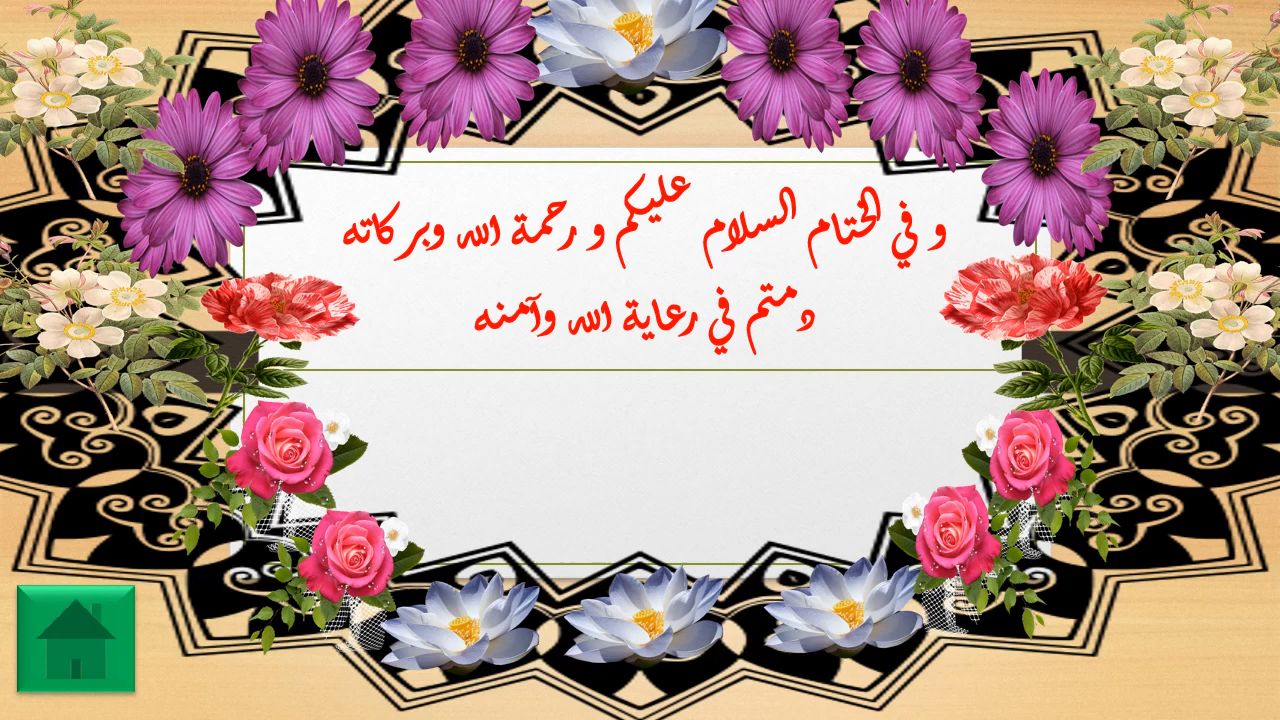 و في الختام السلام عليكم و رحمة الله وبركاته
دمتم في رعاية الله وآمنه